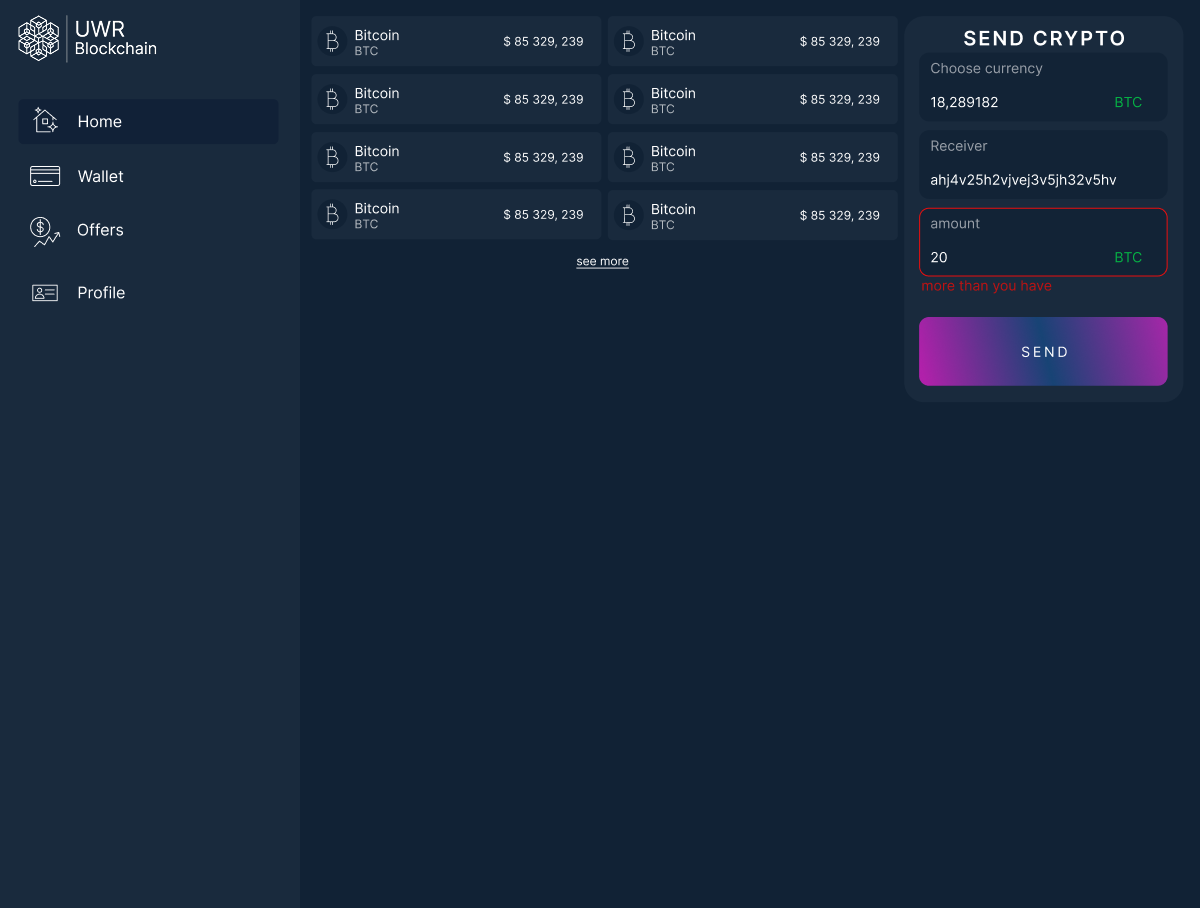 UWR
Blockchain
Home
Wallet
Offers
Profile
Bitcoin
BTC
$ 85 329, 239
Bitcoin
BTC
$ 85 329, 239
Bitcoin
BTC
$ 85 329, 239
Bitcoin
BTC
$ 85 329, 239
Bitcoin
BTC
$ 85 329, 239
Bitcoin
BTC
$ 85 329, 239
Bitcoin
BTC
$ 85 329, 239
Bitcoin
BTC
$ 85 329, 239
see more
SEND CRYPTO
Choose currency
18,289182 BTC
Receiver
ahj4v25h2vjvej3v5jh32v5hv
amount
20 BTC
more than you have
SEND